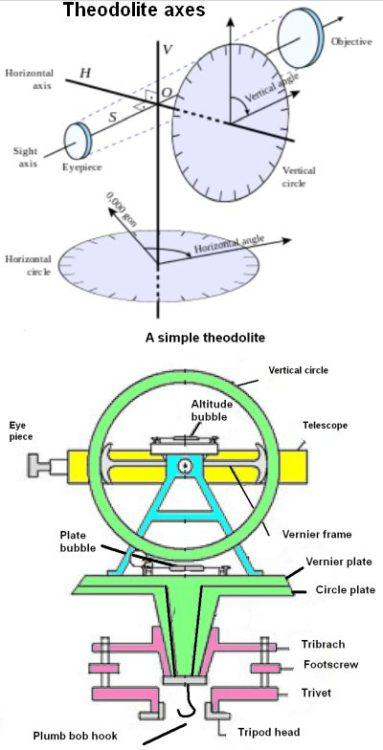 Theodolite axes
V
Objective
Horizontal
axis
H
O
Vertical angle
S
Sight
axis
Eyepiece
Vertical
circle
0,000 gon
Horizontal angle
Horizontal
circle
A simple theodolite
Vertical circle
Altitude
bubble
Eye
piece
Telescope
Vernier frame
Plate
bubble
Vernier plate
Circle plate
Tribrach
Footscrew
Trivet
Plumb bob hook
Tripod head